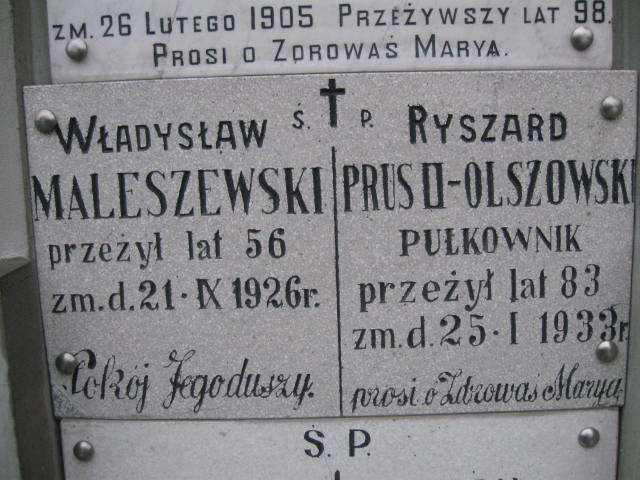 ZM. 26 LUTEGO 1905 PRZEŻYWSZY LAT 98.
PROSI O ZDROWAŚ MARYA.
Ś. P.
WŁADYSŁAW
MALESZEWSKI
przeżył lat 56
zm. d. 21 · IX 1926 r.
Pokój Jego duszy.
RYSZARD
PRUS II-OLSZOWSKI
PUŁKOWNIK
przeżył lat 83
zm. d. 25 · I 1933 r.
prosi o Zdrowaś Marya.
Ś. P.